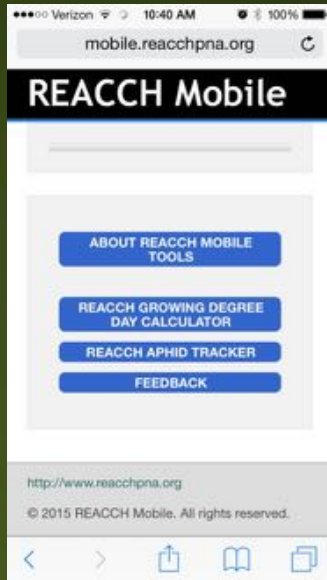 Verizon 10:40 AM 100%
mobile.reacchpna.org
REACCH Mobile
ABOUT REACCH MOBILE
TOOLS
REACCH GROWING DEGREE
DAY CALCULATOR
REACCH APHID TRACKER
FEEDBACK
http://www.reacchpna.org
© 2015 REACCH Mobile. All rights reserved.